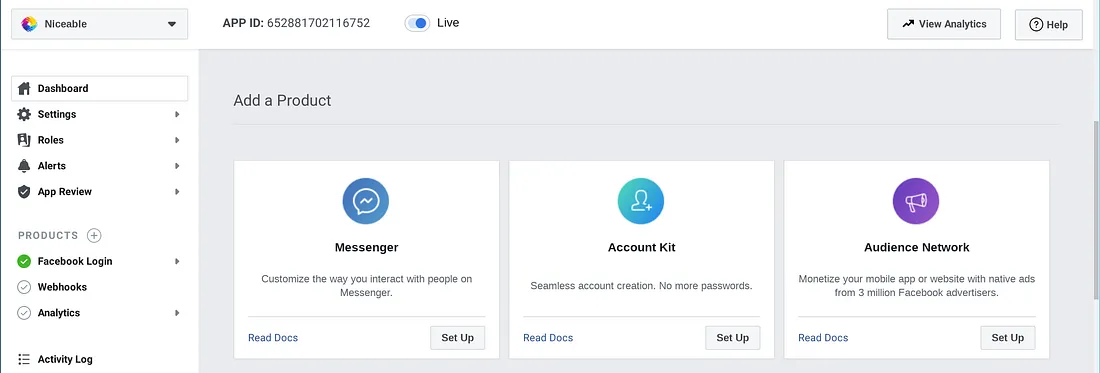 Niceable
APP ID: 652881702116752
Live
View Analytics
Help
Dashboard
Settings
Roles
Alerts
App Review
PRODUCTS
Facebook Login
Webhooks
Analytics
Activity Log
Add a Product
Messenger
Customize the way you interact with people on
Messenger.
Read Docs
Set Up
Account Kit
Seamless account creation. No more passwords.
Read Docs
Set Up
Audience Network
Monetize your mobile app or website with native ads
from 3 million Facebook advertisers.
Read Docs
Set Up